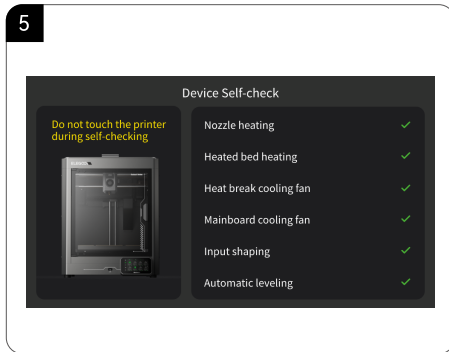 5
Device Self-check
Do not touch the printer
during self-checking
Nozzle heating
Heated bed heating
Heat break cooling fan
Mainboard cooling fan
Input shaping
Automatic leveling